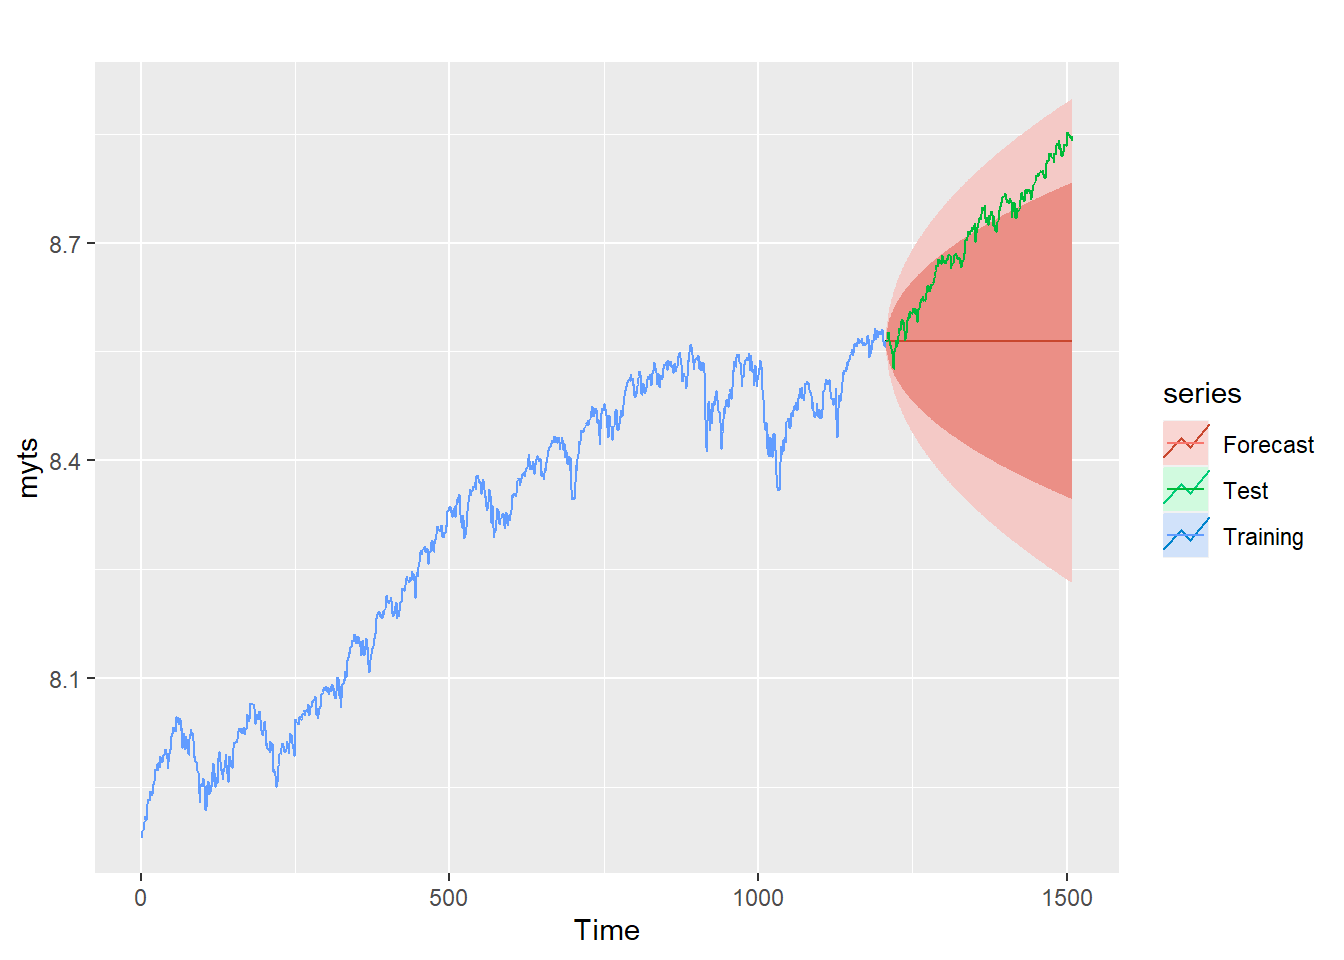 myts
8.7
8.4
8.1
0
500
1000
1500
Time
series
Forecast
Test
Training